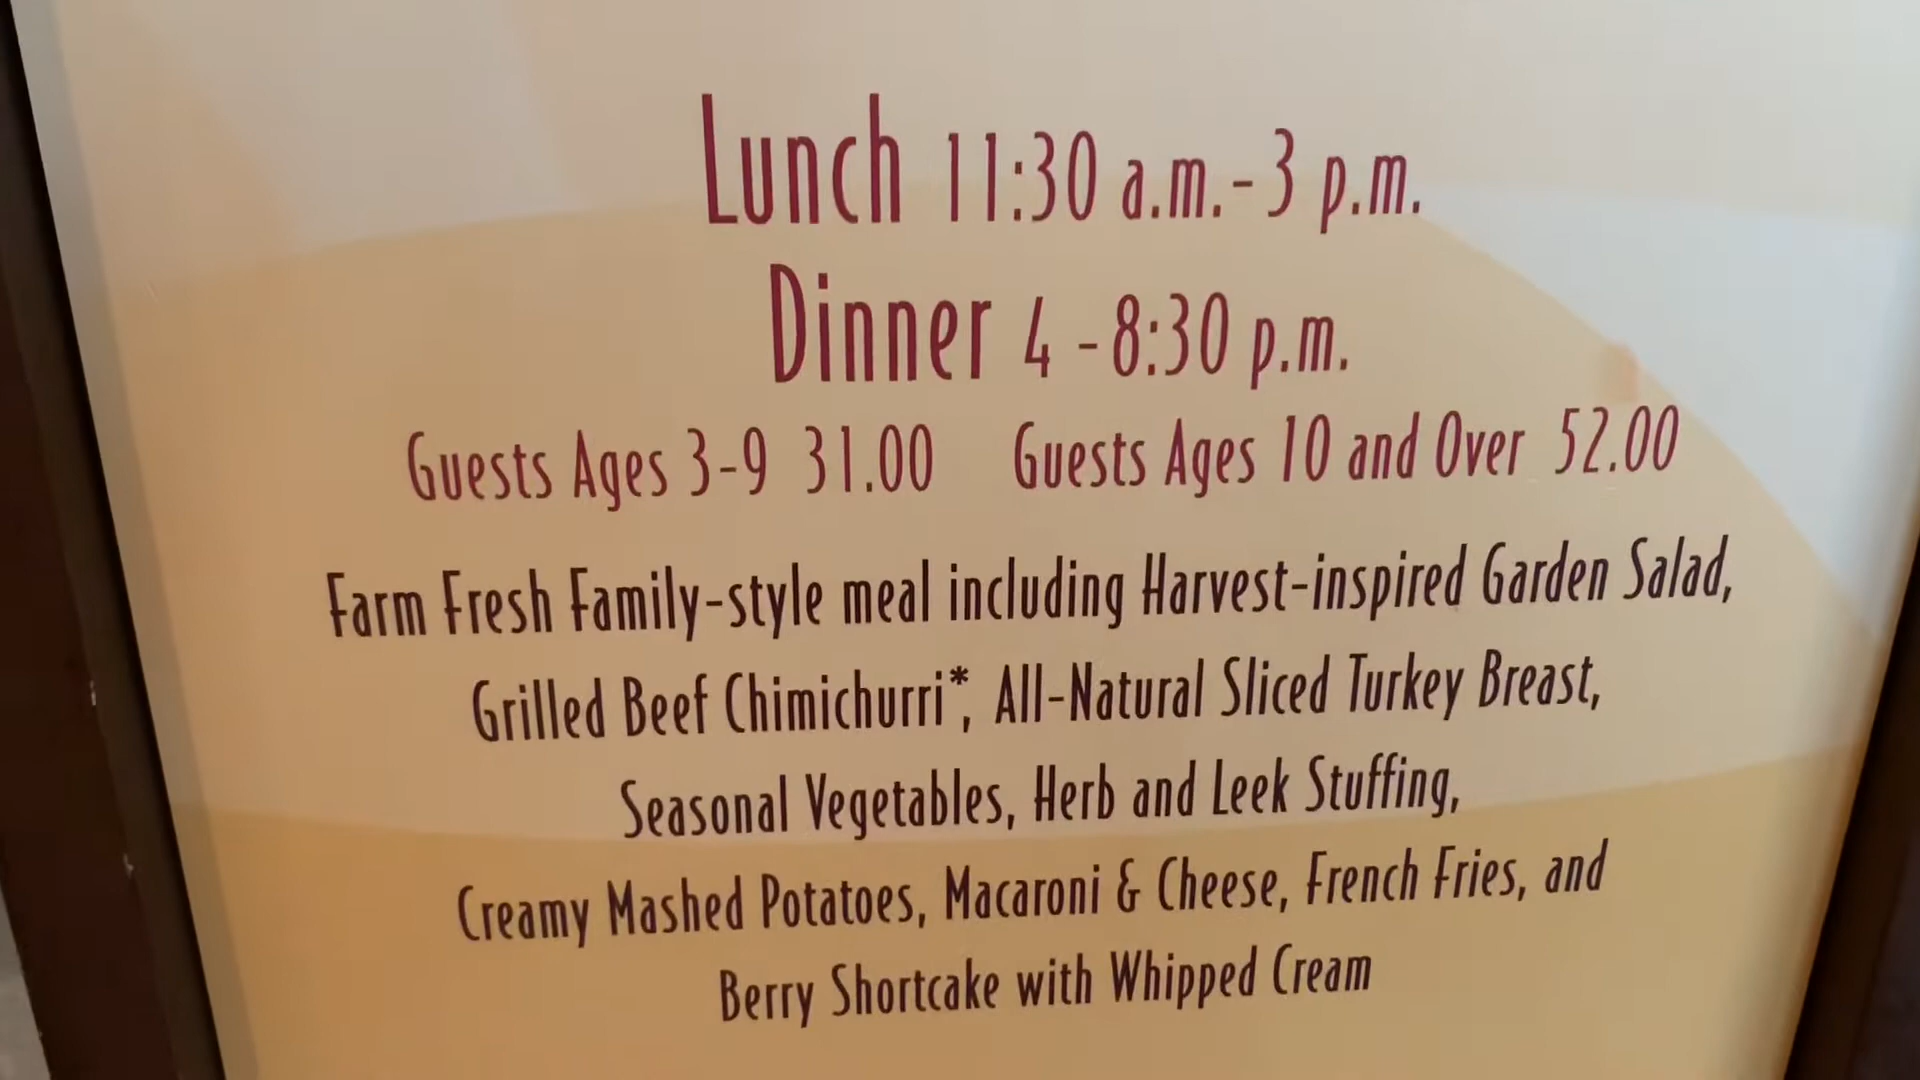 Lunch 11:30 a.m.-3 p.m.
Dinner 4 -8:30 p.m.
Guests Ages 3-9 31.00 Guests Ages 10 and Over 52.00
Farm Fresh Family-style meal including Harvest-inspired Garden Salad,
Grilled Beef Chimichurri*, All-Natural Sliced Turkey Breast,
Seasonal Vegetables, Herb and Leek Stuffing,
Creamy Mashed Potatoes, Macaroni & Cheese, French Fries, and
Berry Shortcake with Whipped Cream